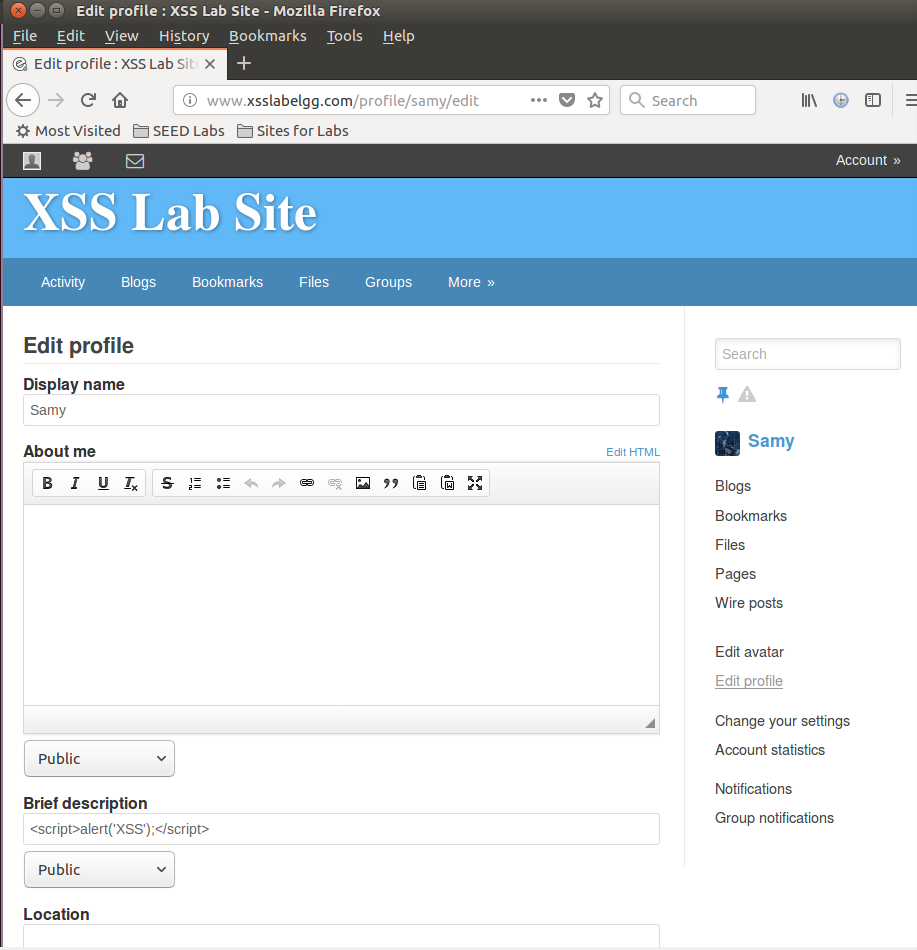 Edit profile : XSS Lab Site - Mozilla Firefox
File Edit View History Bookmarks Tools Help
Edit profile : XSS Lab Site
www.xsslabelgg.com/profile/samy/edit
Search
Most Visited SEED Labs Sites for Labs
Account »
XSS Lab Site
Activity Blogs Bookmarks Files Groups More »
Edit profile
Display name
Samy
About me
Edit HTML
B I U Tx S
Public
Brief description
<script>alert('XSS');</script>
Public
Location
Search
Samy
Blogs
Bookmarks
Files
Pages
Wire posts
Edit avatar
Edit profile
Change your settings
Account statistics
Notifications
Group notifications